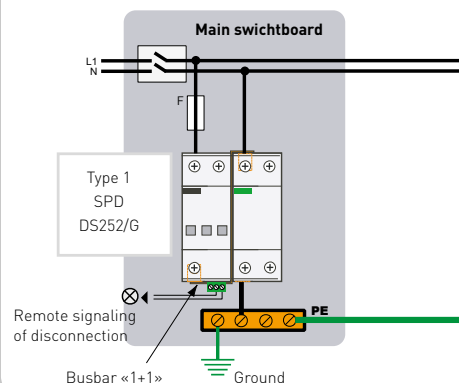 Main swichtboard
L1
N
F
Type 1
SPD
DS252/G
PE
Remote signaling
of disconnection
Busbar «1+1»
Ground